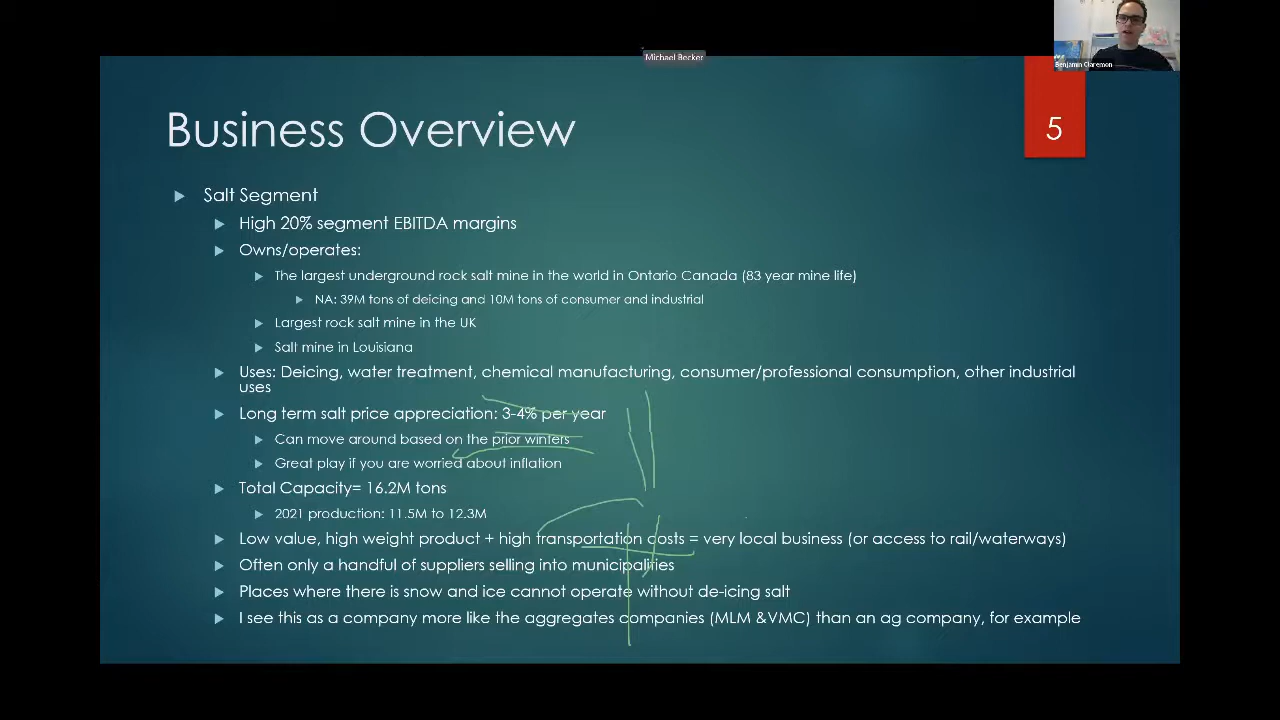 Michael Becker
Benjamin Claremon
Business Overview
5
Salt Segment
High 20% segment EBITDA margins
Owns/operates:
The largest underground rock salt mine in the world in Ontario Canada (83 year mine life)
NA: 39M tons of deicing and 10M tons of consumer and industrial
Largest rock salt mine in the UK
Salt mine in Louisiana
Uses: Deicing, water treatment, chemical manufacturing, consumer/professional consumption, other industrial
uses
Long term salt price appreciation: 3-4% per year
Can move around based on the prior winters
Great play if you are worried about inflation
Total Capacity= 16.2M tons
2021 production: 11.5M to 12.3M
Low value, high weight product + high transportation costs = very local business (or access to rail/waterways)
Often only a handful of suppliers selling into municipalities
Places where there is snow and ice cannot operate without de-icing salt
I see this as a company more like the aggregates companies (MLM &VMC) than an ag company, for example